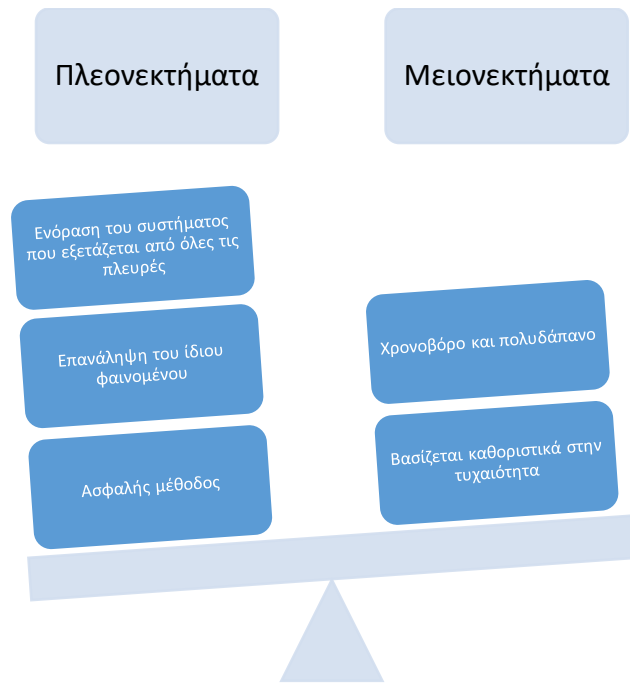 Πλεονεκτήματα
Μειονεκτήματα
Ενόραση του συστήματος
που εξετάζεται από όλες τις
πλευρές
Επανάληψη του ίδιου
φαινομένου
Ασφαλής μέθοδος
Χρονοβόρο και πολυδάπανο
Βασίζεται καθοριστικά στην
τυχαιότητα